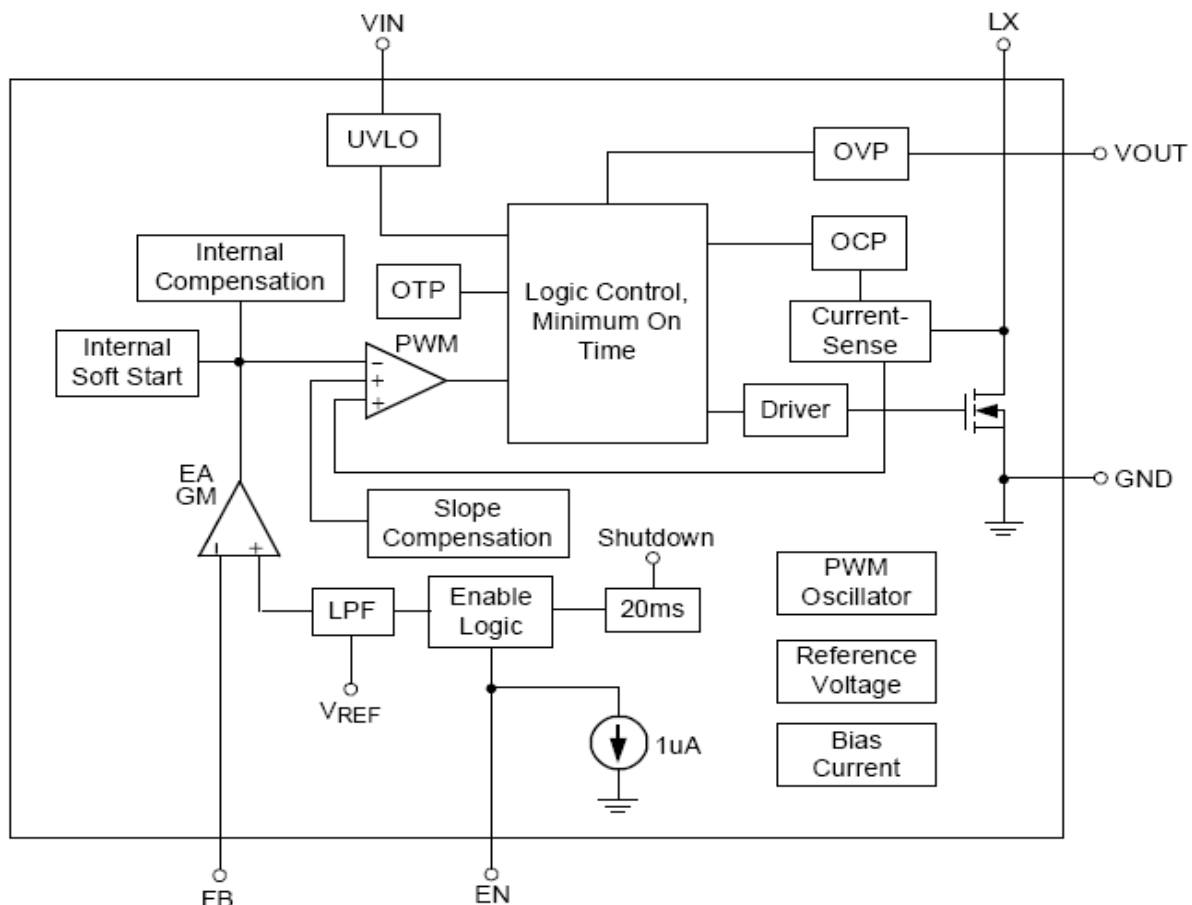 VIN
LX
UVLO
OVP
VOUT
Internal
Compensation
OCP
OTP
Logic Control,
Minimum On
Time
Current-
Sense
Internal
Soft Start
PWM
−
+
+
Driver
EA
GM
GND
Slope
Compensation
Shutdown
− +
PWM
Oscillator
LPF
Enable
Logic
20ms
Reference
Voltage
VREF
1uA
Bias
Current
FB
EN